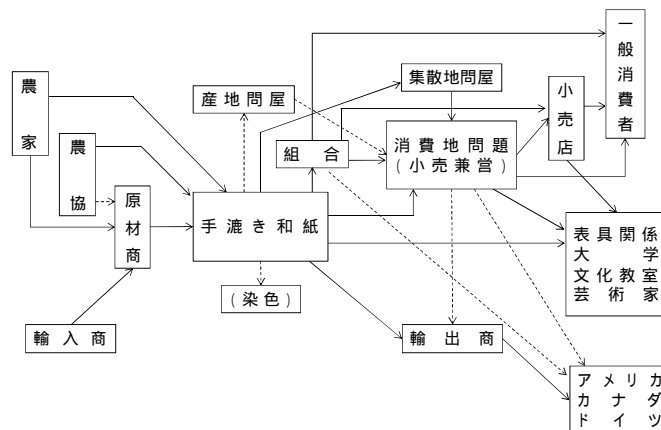 一般消費者
集散地問屋
農家
産地問屋
小売店
消費地問題
(小売兼営)
組合
農協
原材商
手漉き和紙
表具関係
大学
文化教室
芸術家
(染色)
輸入商
輸出商
アメリカ
カナダ
ドイツ